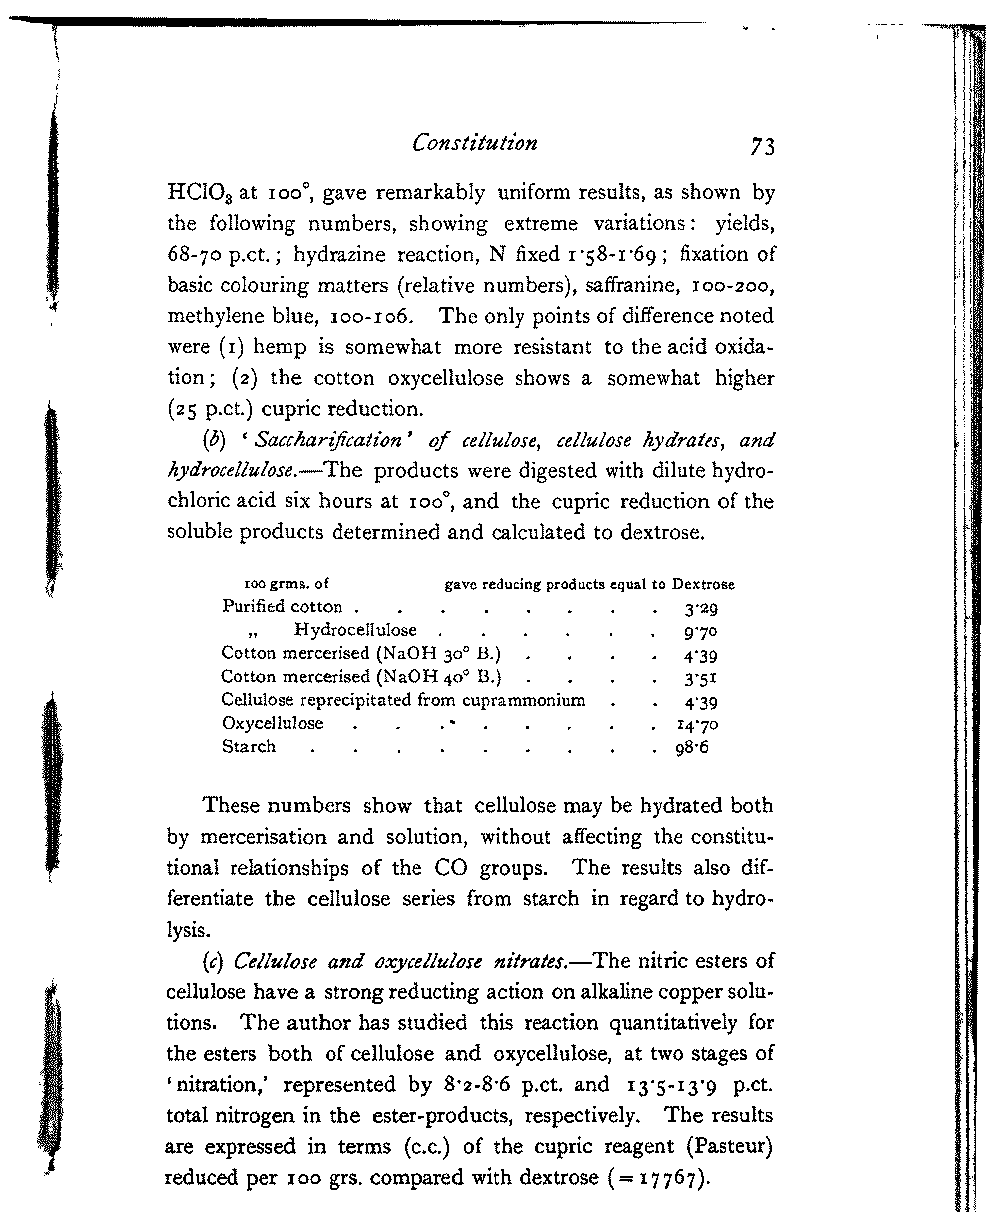 Constitution 73
HClO₃ at 100°, gave remarkably uniform results, as shown by
the following numbers, showing extreme variations: yields,
68-70 p.ct.; hydrazine reaction, N fixed 1·58-1·69; fixation of
basic colouring matters (relative numbers), saffranine, 100-200,
methylene blue, 100-106. The only points of difference noted
were (1) hemp is somewhat more resistant to the acid oxida-
tion; (2) the cotton oxycellulose shows a somewhat higher
(25 p.ct.) cupric reduction.
(b) ‘Saccharification’ of cellulose, cellulose hydrates, and
hydrocellulose.—The products were digested with dilute hydro-
chloric acid six hours at 100°, and the cupric reduction of the
soluble products determined and calculated to dextrose.
100 grms. of gave reducing products equal to Dextrose
Purified cotton . . . . . . . . 3·29
„ Hydrocellulose . . . . . . 9·70
Cotton mercerised (NaOH 30° B.) . . . . 4·39
Cotton mercerised (NaOH 40° B.) . . . . 3·51
Cellulose reprecipitated from cuprammonium . . 4·39
Oxycellulose . . . . . . . . 14·70
Starch . . . . . . . . . 98·6
These numbers show that cellulose may be hydrated both
by mercerisation and solution, without affecting the constitu-
tional relationships of the CO groups. The results also dif-
ferentiate the cellulose series from starch in regard to hydro-
lysis.
(c) Cellulose and oxycellulose nitrates.—The nitric esters of
cellulose have a strong reducting action on alkaline copper solu-
tions. The author has studied this reaction quantitatively for
the esters both of cellulose and oxycellulose, at two stages of
‘nitration,’ represented by 8·2-8·6 p.ct. and 13·5-13·9 p.ct.
total nitrogen in the ester-products, respectively. The results
are expressed in terms (c.c.) of the cupric reagent (Pasteur)
reduced per 100 grs. compared with dextrose (=17767).